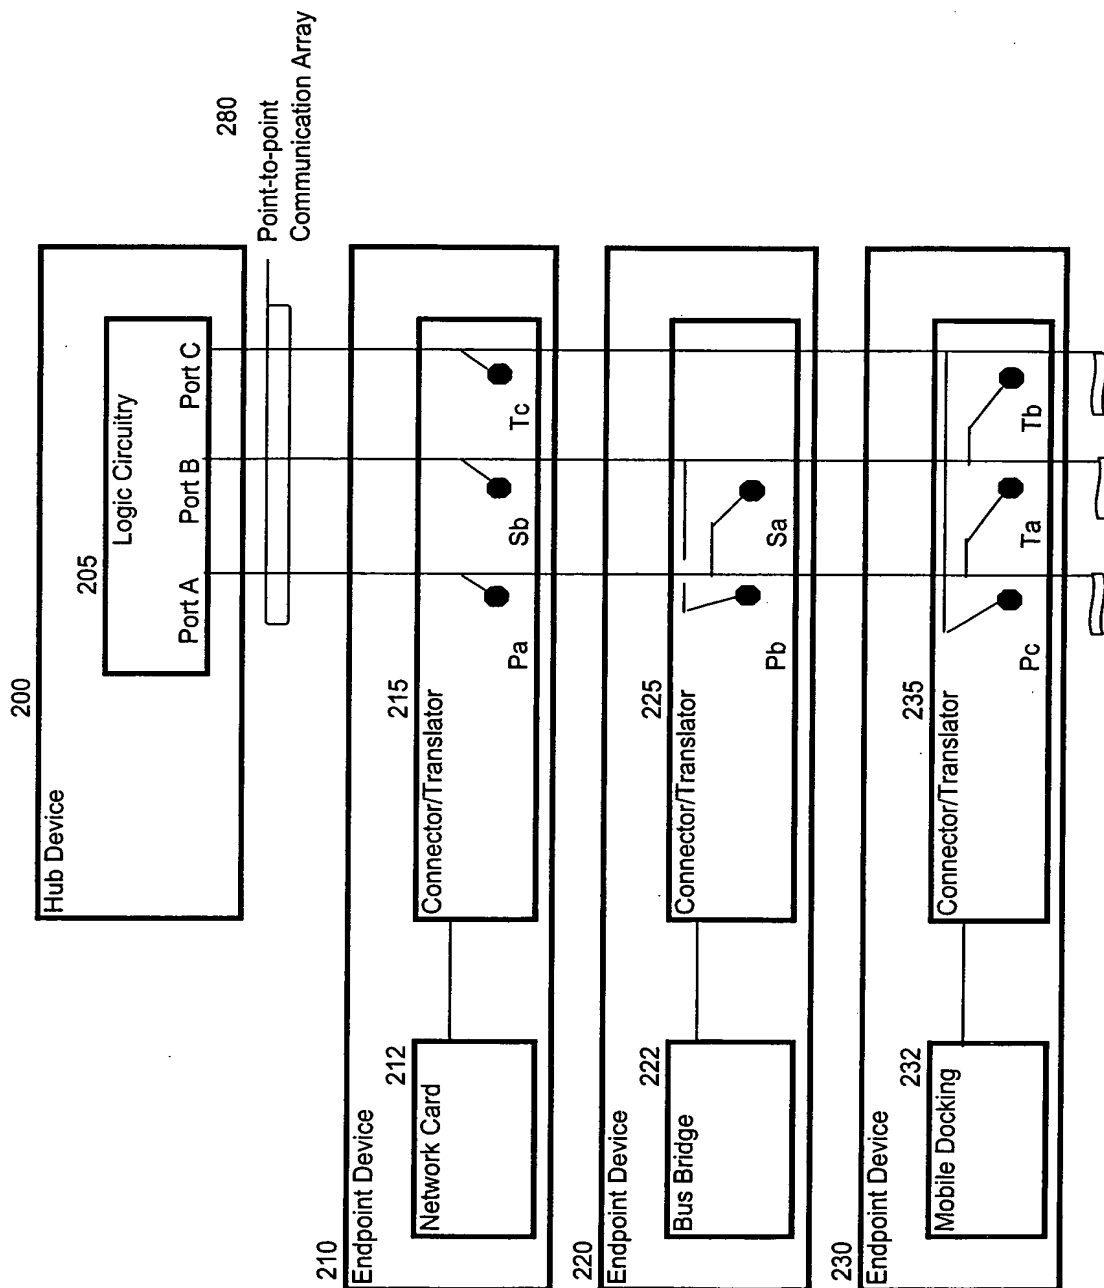 200
Hub Device
205
Logic Circuitry
Port A
Port B
Port C
280
Point-to-point
Communication Array
210
Endpoint Device
212
Network Card
215
Connector/Translator
Pa
Sb
Tc
220
Endpoint Device
222
Bus Bridge
225
Connector/Translator
Pb
Sa
230
Endpoint Device
232
Mobile Docking
235
Connector/Translator
Pc
Ta
Tb